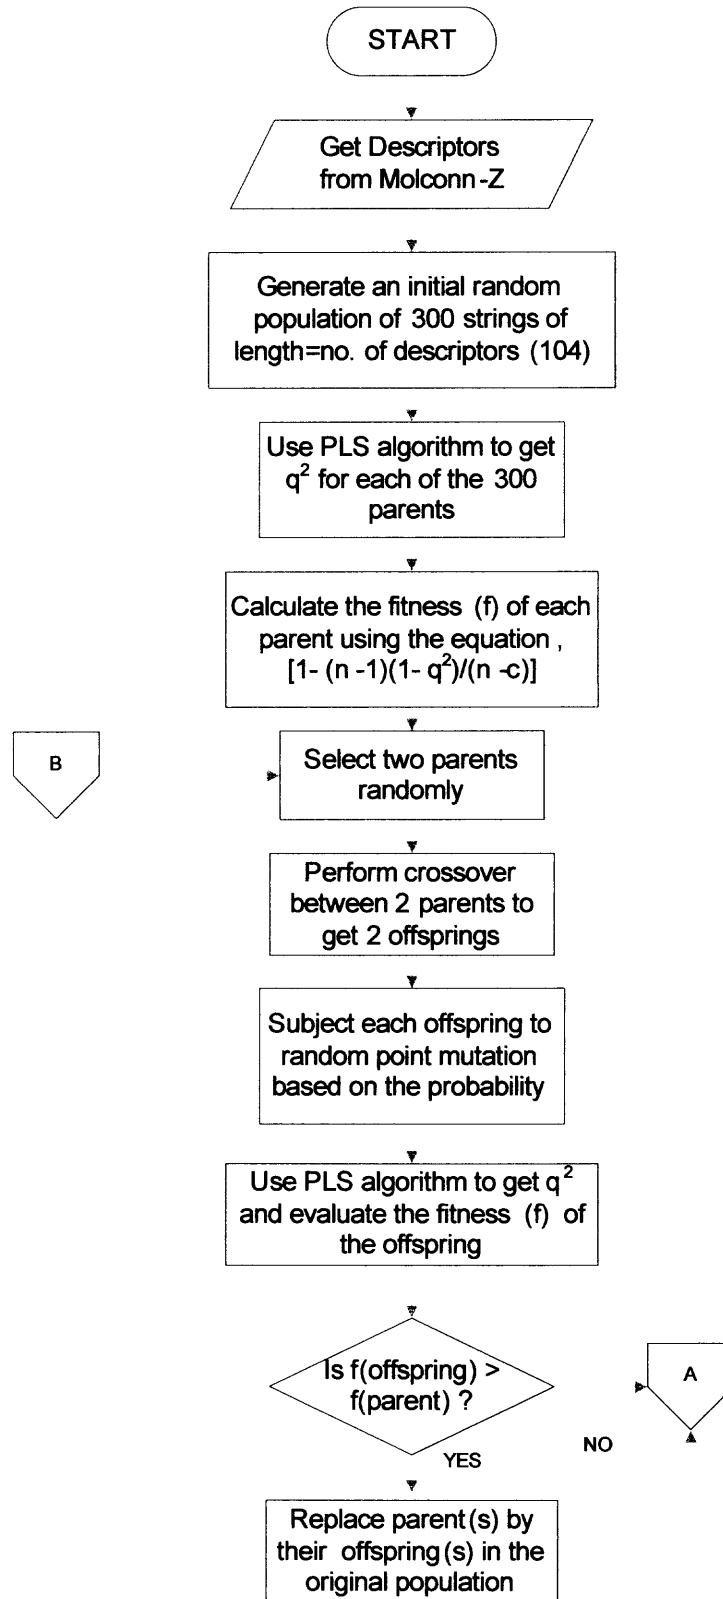 START
Get Descriptors
from Molconn -Z
Generate an initial random
population of 300 strings of
length=no. of descriptors (104)
Use PLS algorithm to get
q² for each of the 300
parents
Calculate the fitness (f) of each
parent using the equation ,
[1- (n -1)(1- q²)/(n -c)]
B
Select two parents
randomly
Perform crossover
between 2 parents to
get 2 offsprings
Subject each offspring to
random point mutation
based on the probability
Use PLS algorithm to get q²
and evaluate the fitness (f) of
the offspring
Is f(offspring) >
f(parent) ?
A
NO
YES
Replace parent(s) by
their offspring(s) in the
original population